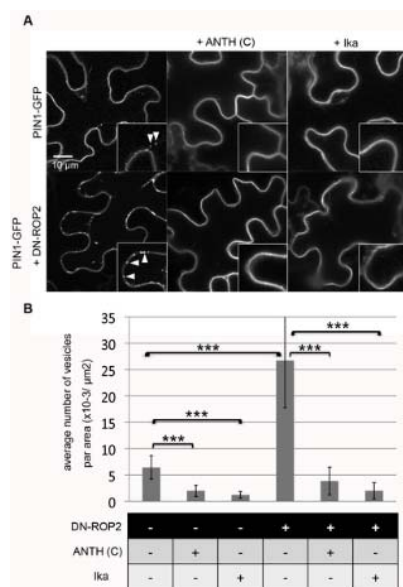 A
+ ANTH (C)
+ Ika
PIN1-GFP
10 µm
PIN1-GFP
+ DN-ROP2
B
average number of vesicles
par area (x10-3/ µm2)
35
30
25
20
15
10
5
0
***
***
***
***
***
***
DN-ROP2 - - - + + +
ANTH (C) - + - - + -
Ika - - + - - +